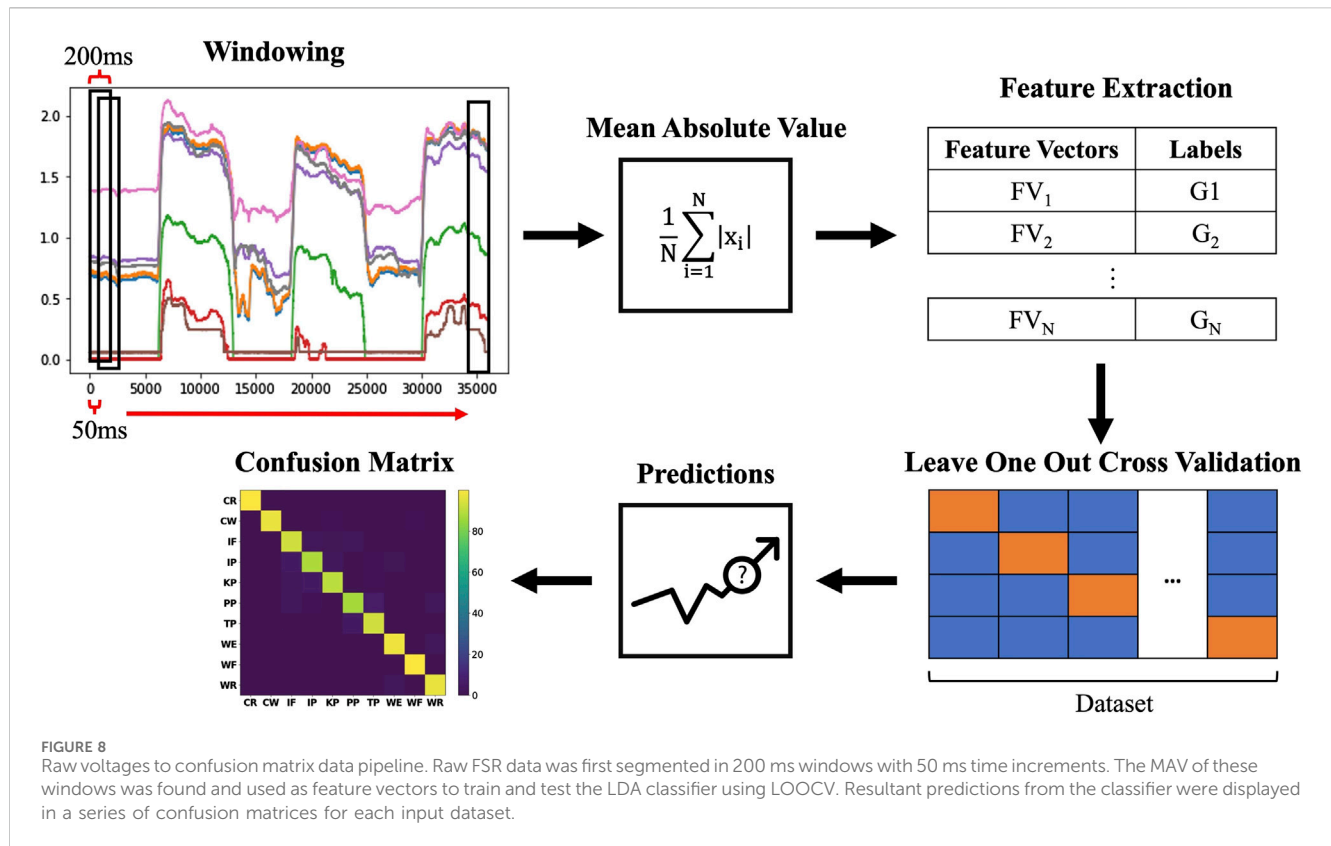 Windowing
200ms
2.0
1.5
1.0
0.5
0.0
0 5000 10000 15000 20000 25000 30000 35000
50ms
Mean Absolute Value
1/N ∑ i=1 N |x_i|
Feature Extraction
Feature Vectors Labels
FV₁ G1
FV₂ G₂
⋮
FV_N G_N
Leave One Out Cross Validation
...
Dataset
Predictions
?
Confusion Matrix
CR
CW
IF
IP
KP
PP
TP
WE
WF
WR
CR CW IF IP KP PP TP WE WF WR
80
60
40
20
0
FIGURE 8
Raw voltages to confusion matrix data pipeline. Raw FSR data was first segmented in 200 ms windows with 50 ms time increments. The MAV of these
windows was found and used as feature vectors to train and test the LDA classifier using LOOCV. Resultant predictions from the classifier were displayed
in a series of confusion matrices for each input dataset.